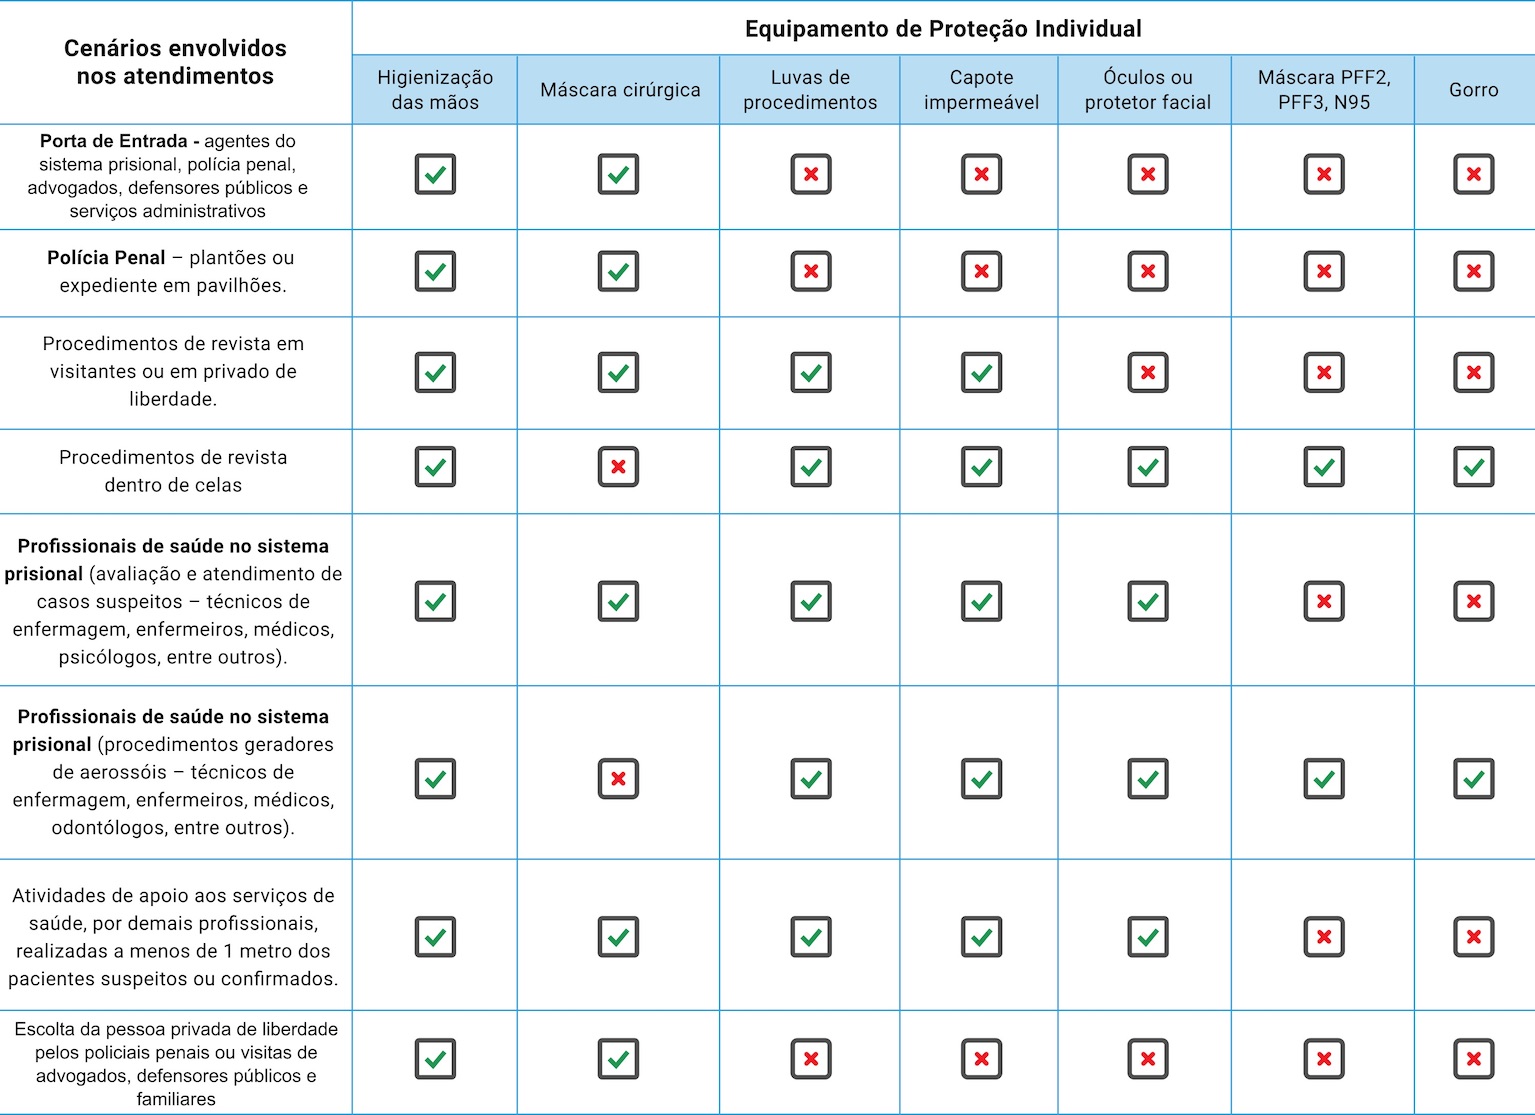 Cenários envolvidos
nos atendimentos
Equipamento de Proteção Individual
Higienização
das mãos
Máscara cirúrgica
Luvas de
procedimentos
Capote
impermeável
Óculos ou
protetor facial
Máscara PFF2,
PFF3, N95
Gorro
Porta de Entrada - agentes do
sistema prisional, polícia penal,
advogados, defensores públicos e
serviços administrativos
Polícia Penal – plantões ou
expediente em pavilhões.
Procedimentos de revista em
visitantes ou em privado de
liberdade.
Procedimentos de revista
dentro de celas
Profissionais de saúde no sistema
prisional (avaliação e atendimento de
casos suspeitos – técnicos de
enfermagem, enfermeiros, médicos,
psicólogos, entre outros).
Profissionais de saúde no sistema
prisional (procedimentos geradores
de aerossóis – técnicos de
enfermagem, enfermeiros, médicos,
odontólogos, entre outros).
Atividades de apoio aos serviços de
saúde, por demais profissionais,
realizadas a menos de 1 metro dos
pacientes suspeitos ou confirmados.
Escolta da pessoa privada de liberdade
pelos policiais penais ou visitas de
advogados, defensores públicos e
familiares